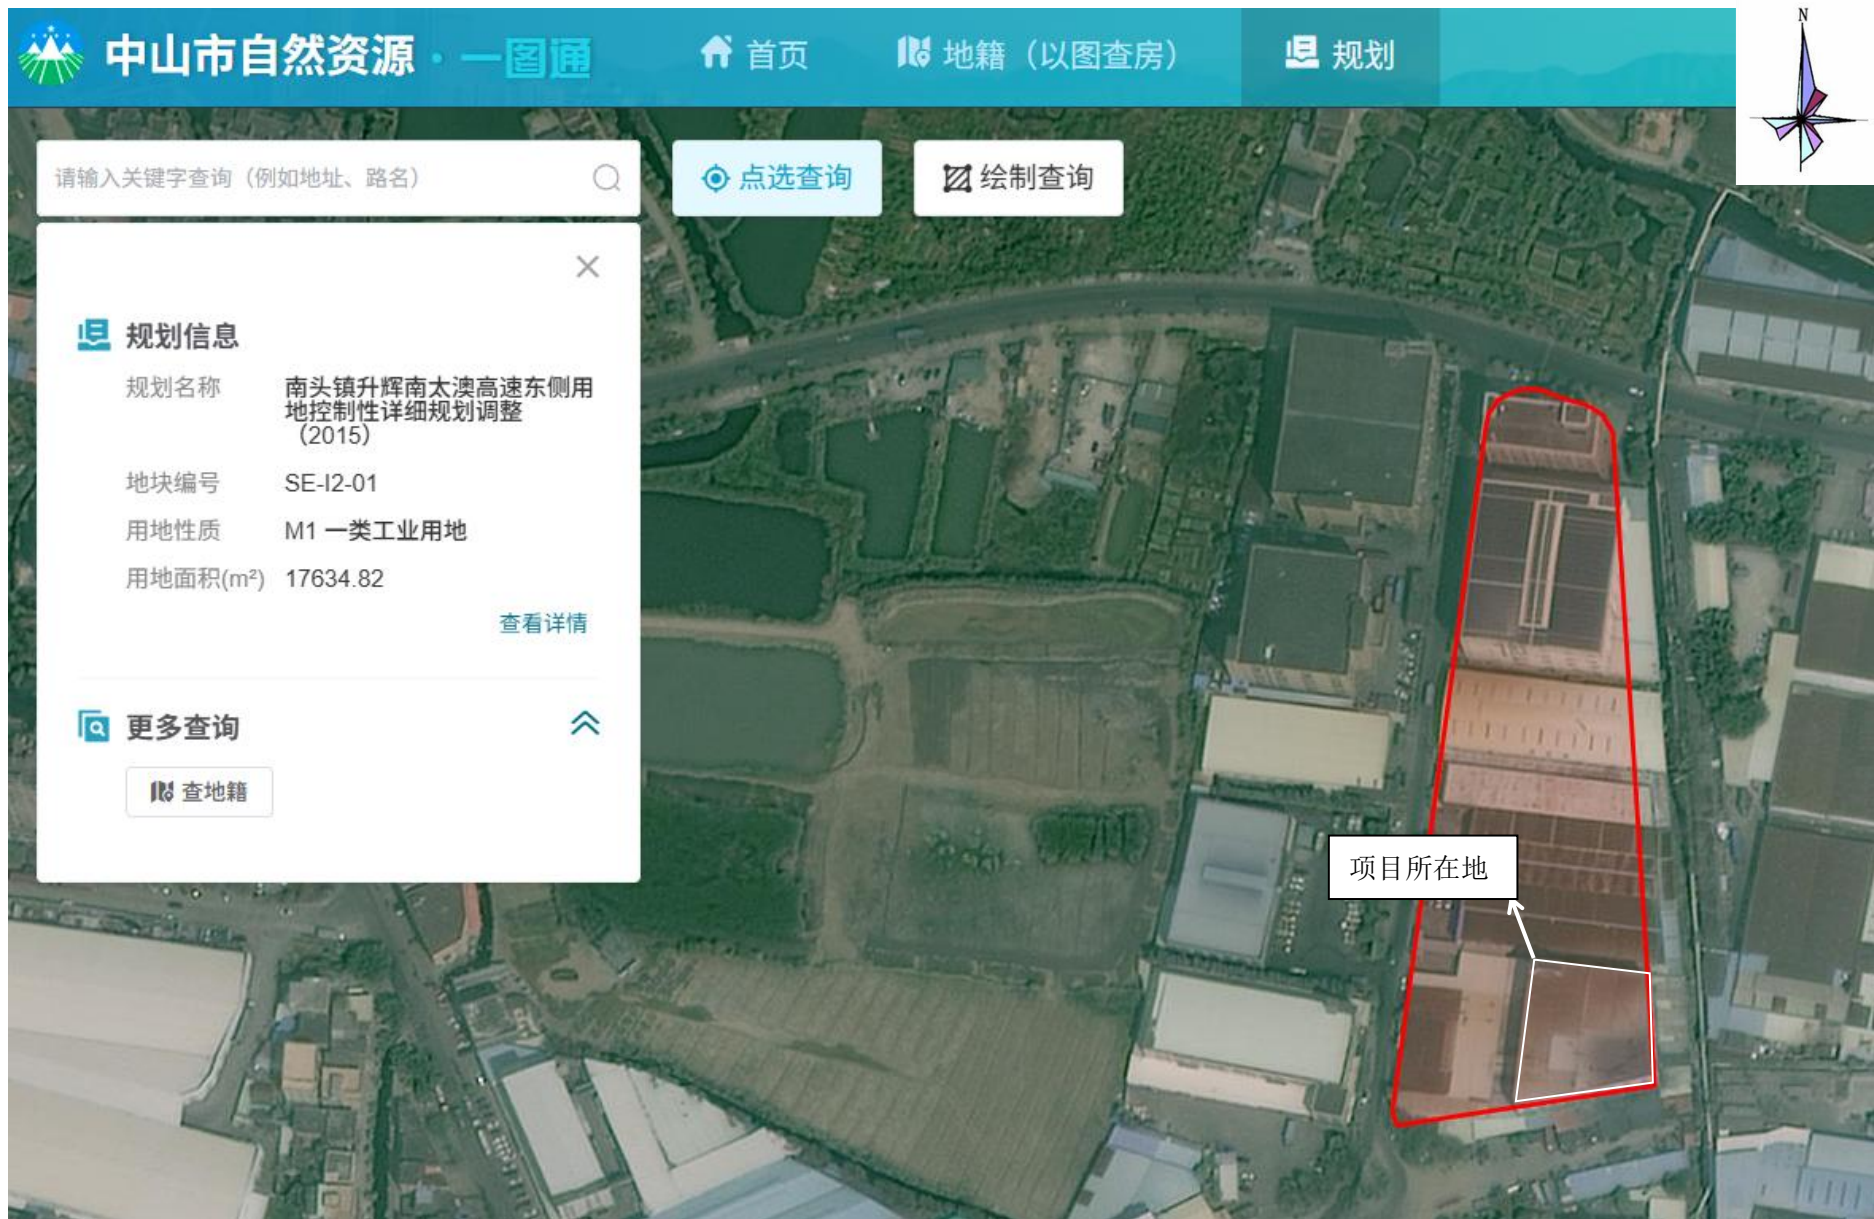 中山市自然资源·一图通
首页
地籍（以图查房）
规划
N
请输入关键字查询（例如地址、路名）
点选查询
绘制查询
规划信息
规划名称
南头镇升辉南太澳高速东侧用
地控制性详细规划调整
（2015）
地块编号 SE-I2-01
用地性质 M1 一类工业用地
用地面积(m²) 17634.82
查看详情
更多查询
查地籍
项目所在地